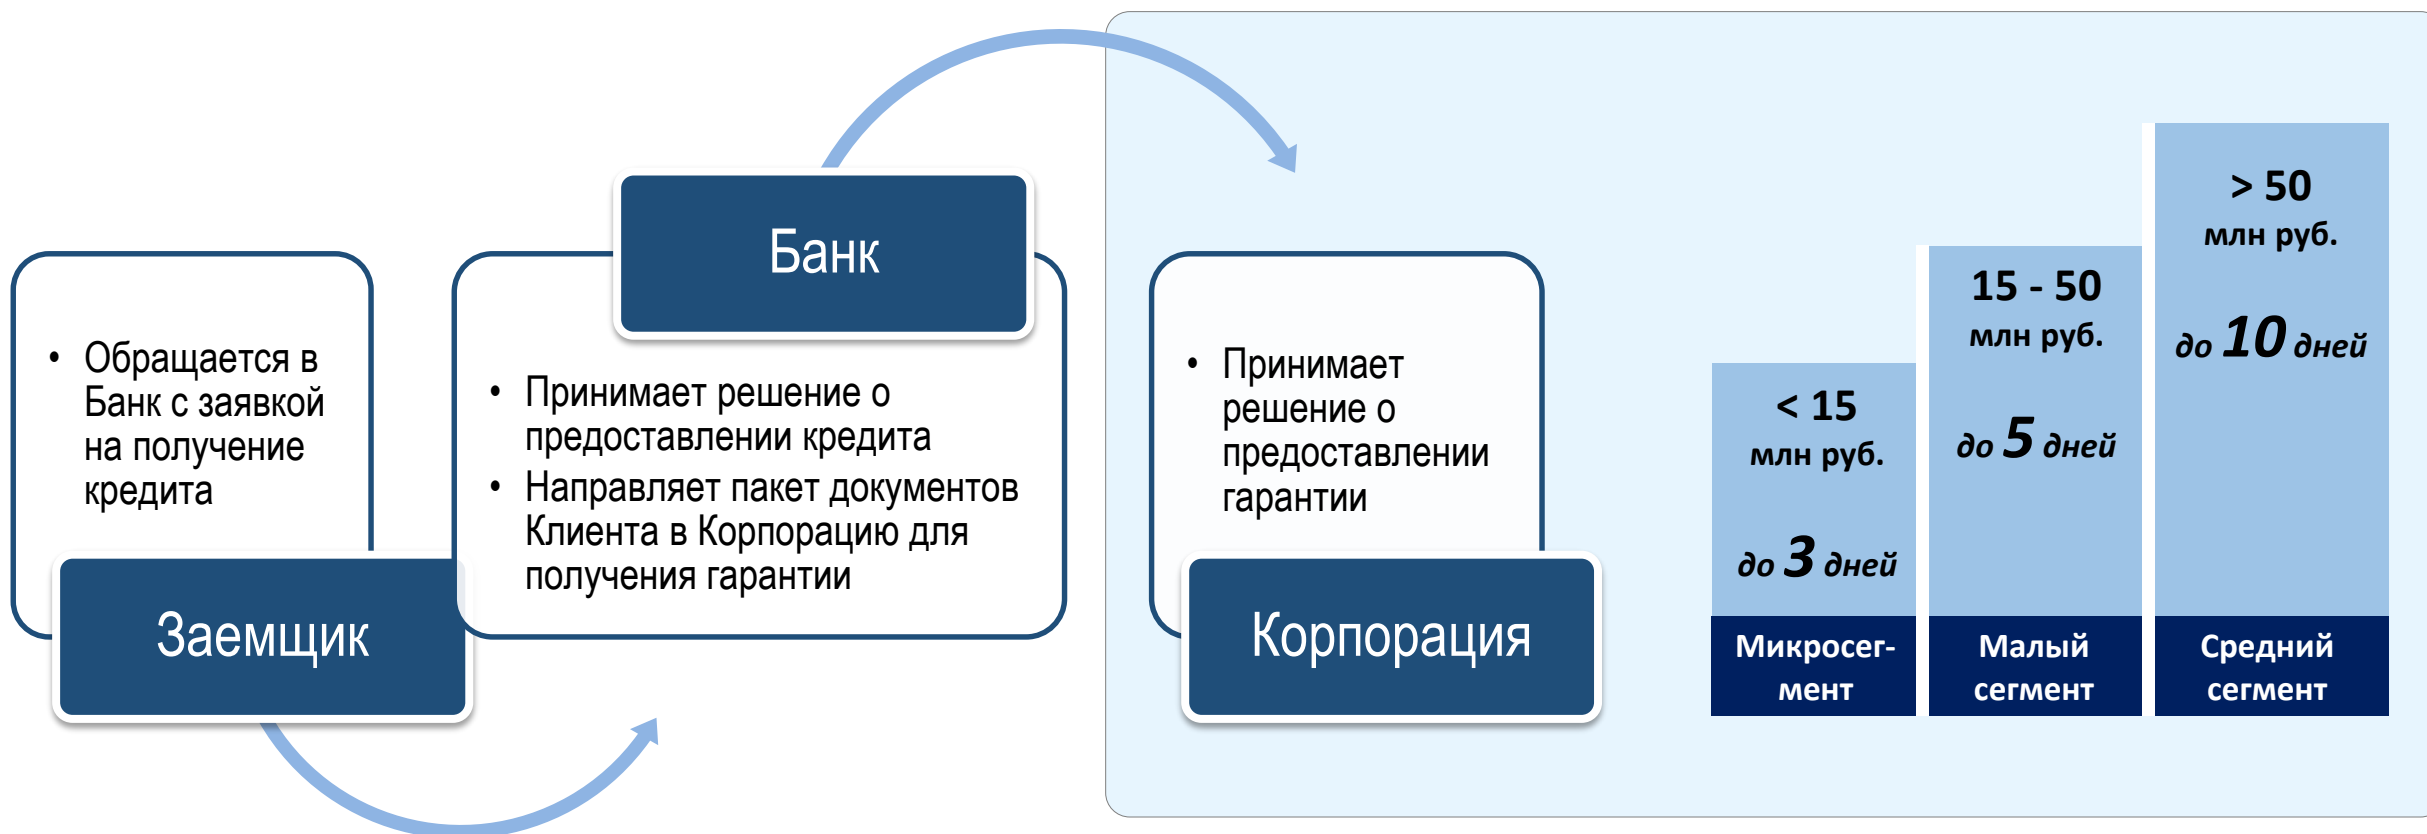 • Обращается в
Банк с заявкой
на получение
кредита
Заемщик
Банк
• Принимает решение о
предоставлении кредита
• Направляет пакет документов
Клиента в Корпорацию для
получения гарантии
• Принимает
решение о
предоставлении
гарантии
Корпорация
< 15
млн руб.
до 3 дней
Микросег-
мент
15 - 50
млн руб.
до 5 дней
Малый
сегмент
> 50
млн руб.
до 10 дней
Средний
сегмент